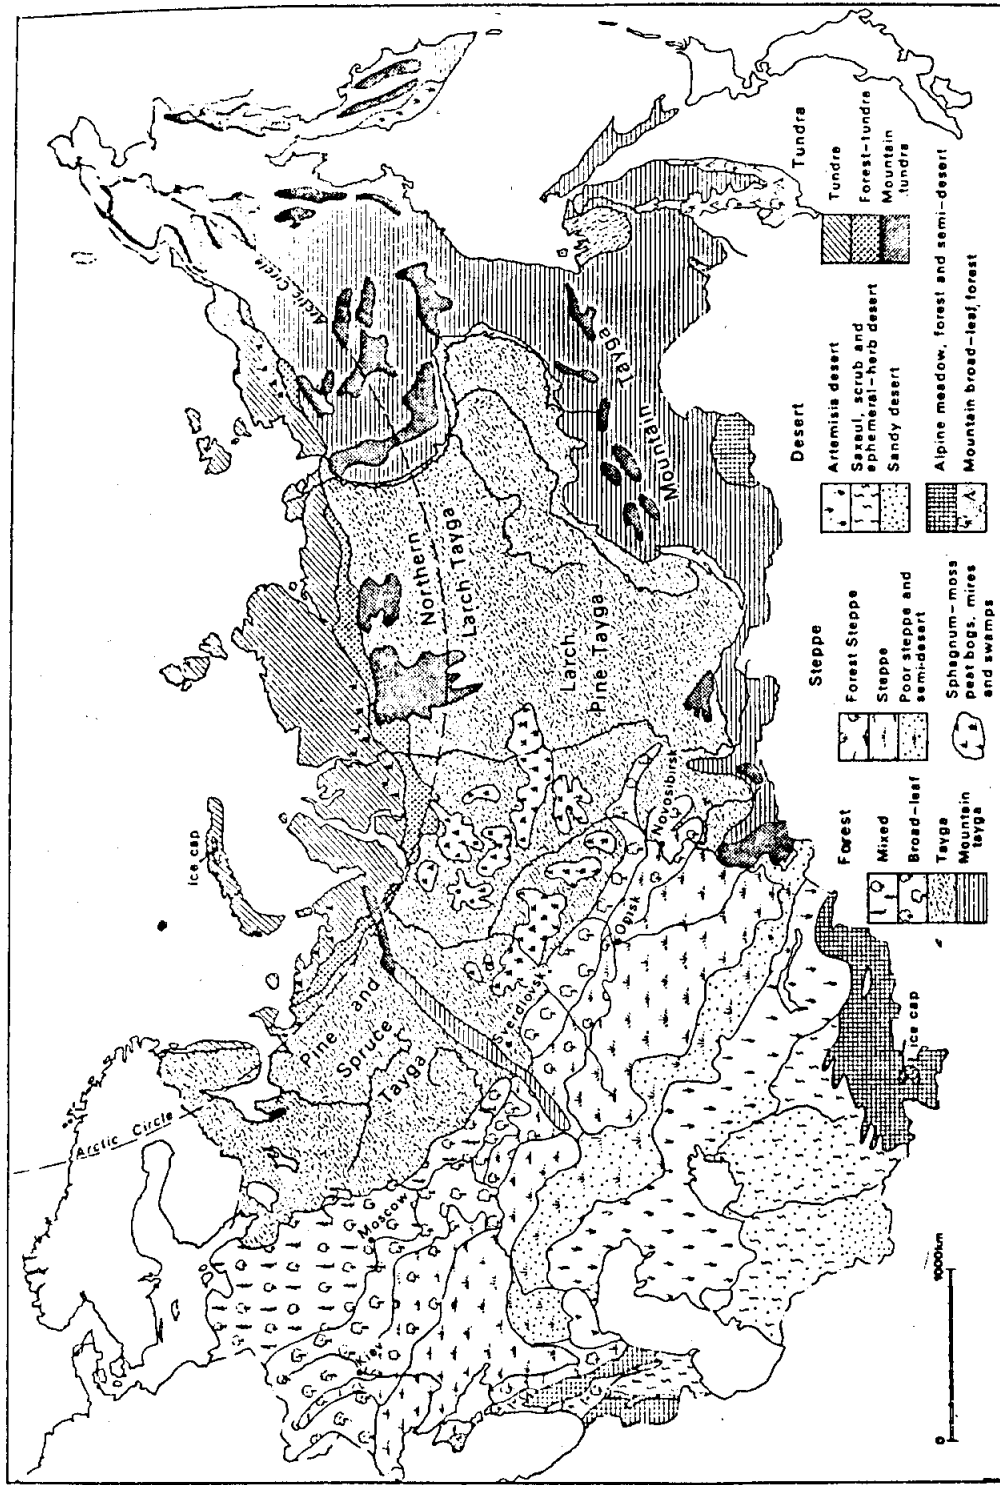 Arctic Circle
Ice cap
Arctic Circle
Pine and
Spruce
Tayga
Northern
Larch Tayga
Larch
Pine Tayga
Mountain
Tayga
Moscow
Kiev
Sverdlovsk
Opisk
Novosibirsk
Ice cap
0
1000km
Forest
Mixed
Broad-leaf
Tayga
Mountain
tayga
Steppe
Forest Steppe
Steppe
Poor steppe and
semi-desert
Sphagnum-moss
peat bogs, mires
and swamps
Desert
Artemisia desert
Saxaul, scrub and
ephemeral-herb desert
Sandy desert
Alpine meadow, forest and semi-desert
Mountain broad-leaf forest
Tundra
Tundre
Forest-tundra
Mountain
tundra